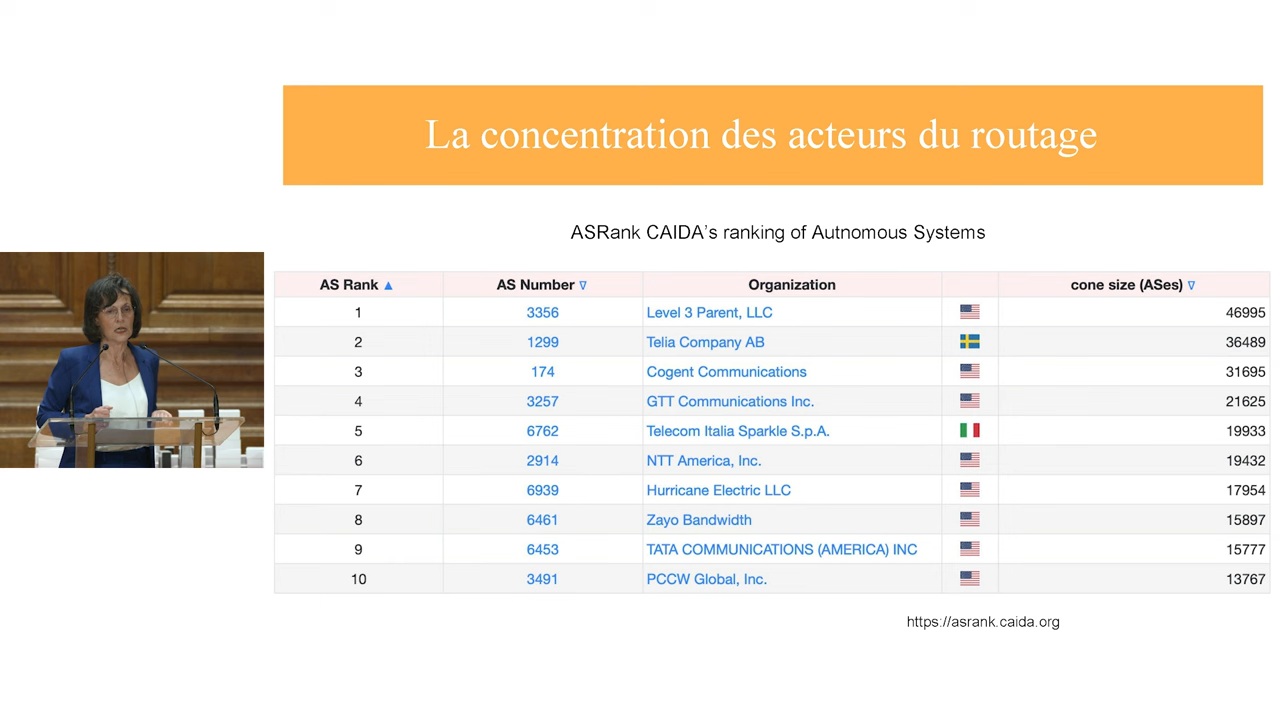 La concentration des acteurs du routage
ASRank CAIDA's ranking of Autnomous Systems
AS Rank ▲ AS Number ∇ Organization cone size (ASes) ∇
1 3356 Level 3 Parent, LLC 46995
2 1299 Telia Company AB 36489
3 174 Cogent Communications 31695
4 3257 GTT Communications Inc. 21625
5 6762 Telecom Italia Sparkle S.p.A. 19933
6 2914 NTT America, Inc. 19432
7 6939 Hurricane Electric LLC 17954
8 6461 Zayo Bandwidth 15897
9 6453 TATA COMMUNICATIONS (AMERICA) INC 15777
10 3491 PCCW Global, Inc. 13767
https://asrank.caida.org